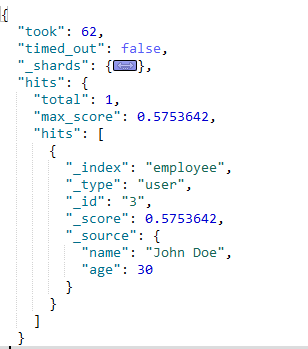 {
  "took": 62,
  "timed_out": false,
  "_shards": {},
  "hits": {
    "total": 1,
    "max_score": 0.5753642,
    "hits": [
      {
        "_index": "employee",
        "_type": "user",
        "_id": "3",
        "_score": 0.5753642,
        "_source": {
          "name": "John Doe",
          "age": 30
        }
      }
    ]
  }